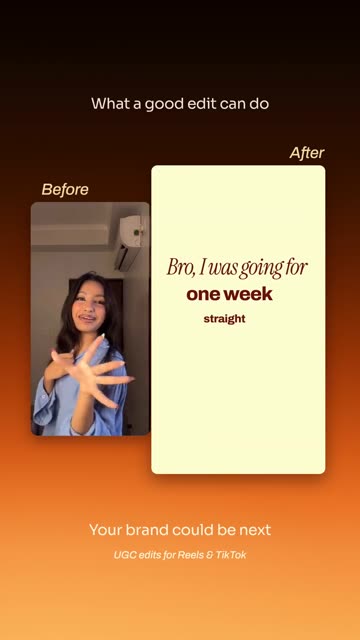 What a good edit can do
After
Before
Bro, I was going for
one week
straight
Your brand could be next
UGC edits for Reels & TikTok